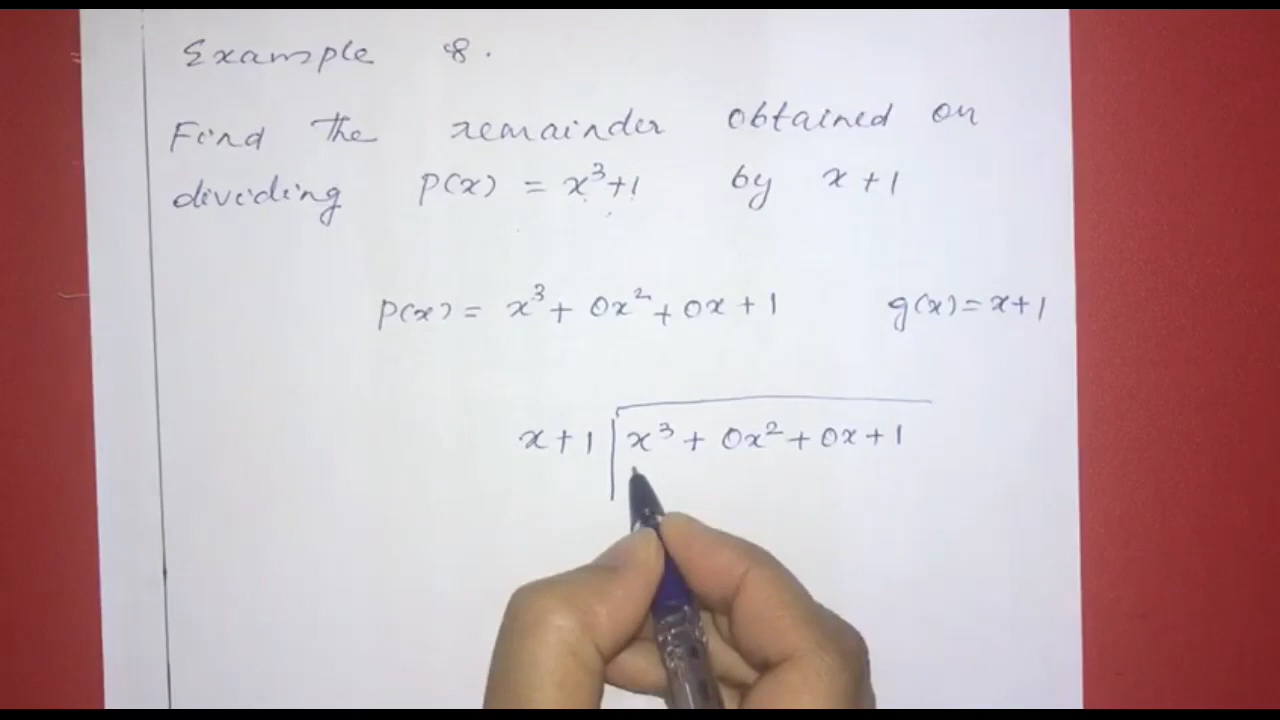 Example 8.
Find the remainder obtained on
dividing p(x) = x³+1 by x+1
p(x) = x³ + 0x² + 0x + 1 g(x) = x+1
x+1 x³ + 0x² + 0x + 1